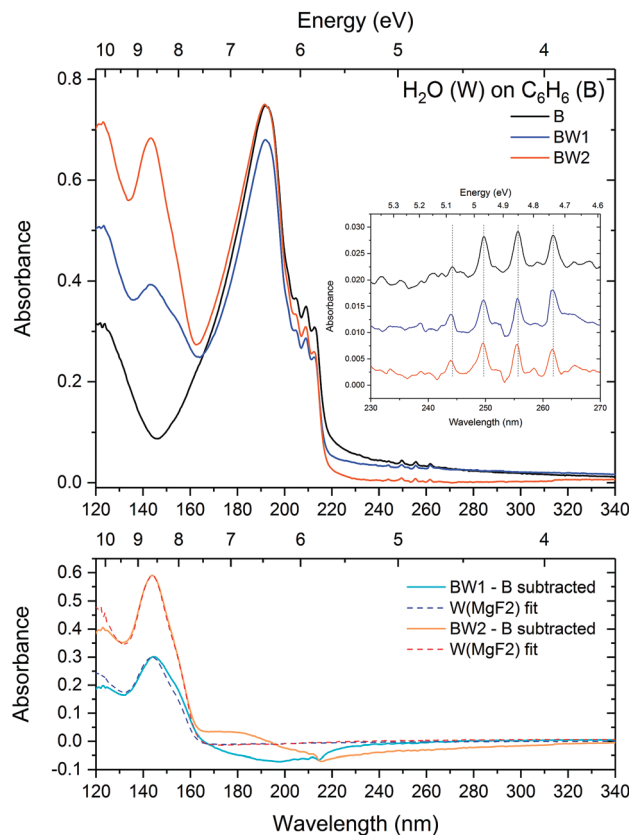 Energy (eV)
10 9 8 7 6 5 4
H2O (W) on C6H6 (B)
B
BW1
BW2
Absorbance
0.8
0.6
0.4
0.2
0.0
Energy (eV)
5.3 5.2 5.1 5 4.9 4.8 4.7 4.6
Absorbance
0.030
0.025
0.020
0.015
0.010
0.005
0.000
230 240 250 260 270
Wavelength (nm)
120 140 160 180 200 220 240 260 280 300 320 340
10 9 8 7 6 5 4
BW1 - B subtracted
W(MgF2) fit
BW2 - B subtracted
W(MgF2) fit
Absorbance
0.6
0.5
0.4
0.3
0.2
0.1
0.0
-0.1
120 140 160 180 200 220 240 260 280 300 320 340
Wavelength (nm)